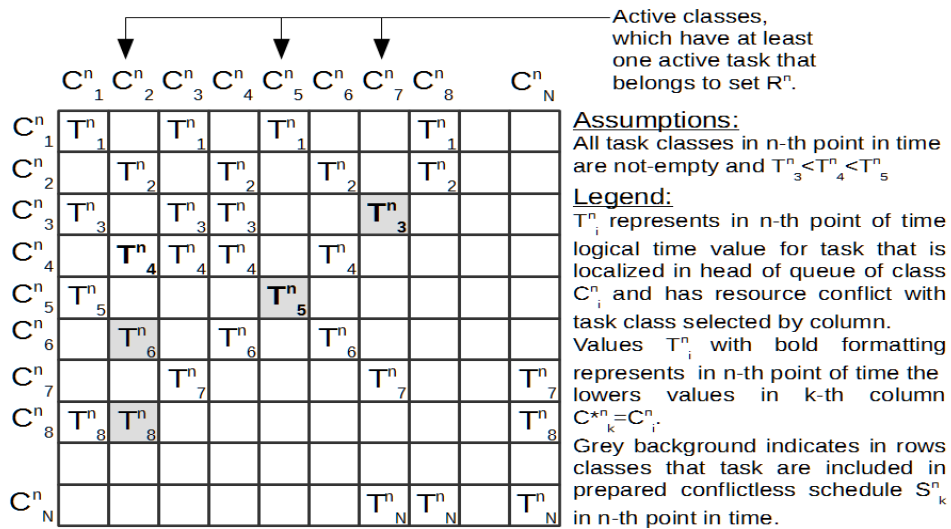 Active classes,
which have at least
one active task that
belongs to set Rⁿ.
Cⁿ₁ Cⁿ₂ Cⁿ₃ Cⁿ₄ Cⁿ₅ Cⁿ₆ Cⁿ₇ Cⁿ₈ Cⁿ_N
Cⁿ₁ Tⁿ₁ Tⁿ₁ Tⁿ₁ Tⁿ₁
Cⁿ₂ Tⁿ₂ Tⁿ₂ Tⁿ₂ Tⁿ₂
Cⁿ₃ Tⁿ₃ Tⁿ₃ Tⁿ₃ Tⁿ₃
Cⁿ₄ Tⁿ₄ Tⁿ₄ Tⁿ₄ Tⁿ₄
Cⁿ₅ Tⁿ₅ Tⁿ₅
Cⁿ₆ Tⁿ₆ Tⁿ₆ Tⁿ₆
Cⁿ₇ Tⁿ₇ Tⁿ₇ Tⁿ₇
Cⁿ₈ Tⁿ₈ Tⁿ₈ Tⁿ₈
Cⁿ_N Tⁿ_N Tⁿ_N Tⁿ_N
Assumptions:
All task classes in n-th point in time
are not-empty and Tⁿ₃<Tⁿ₄<Tⁿ₅
Legend:
Tⁿᵢ represents in n-th point of time
logical time value for task that is
localized in head of queue of class
Cⁿᵢ and has resource conflict with
task class selected by column.
Values Tⁿᵢ with bold formatting
represents in n-th point of time the
lowers values in k-th column
C*ⁿₖ=Cⁿᵢ.
Grey background indicates in rows
classes that task are included in
prepared conflictless schedule Sⁿₖ
in n-th point in time.